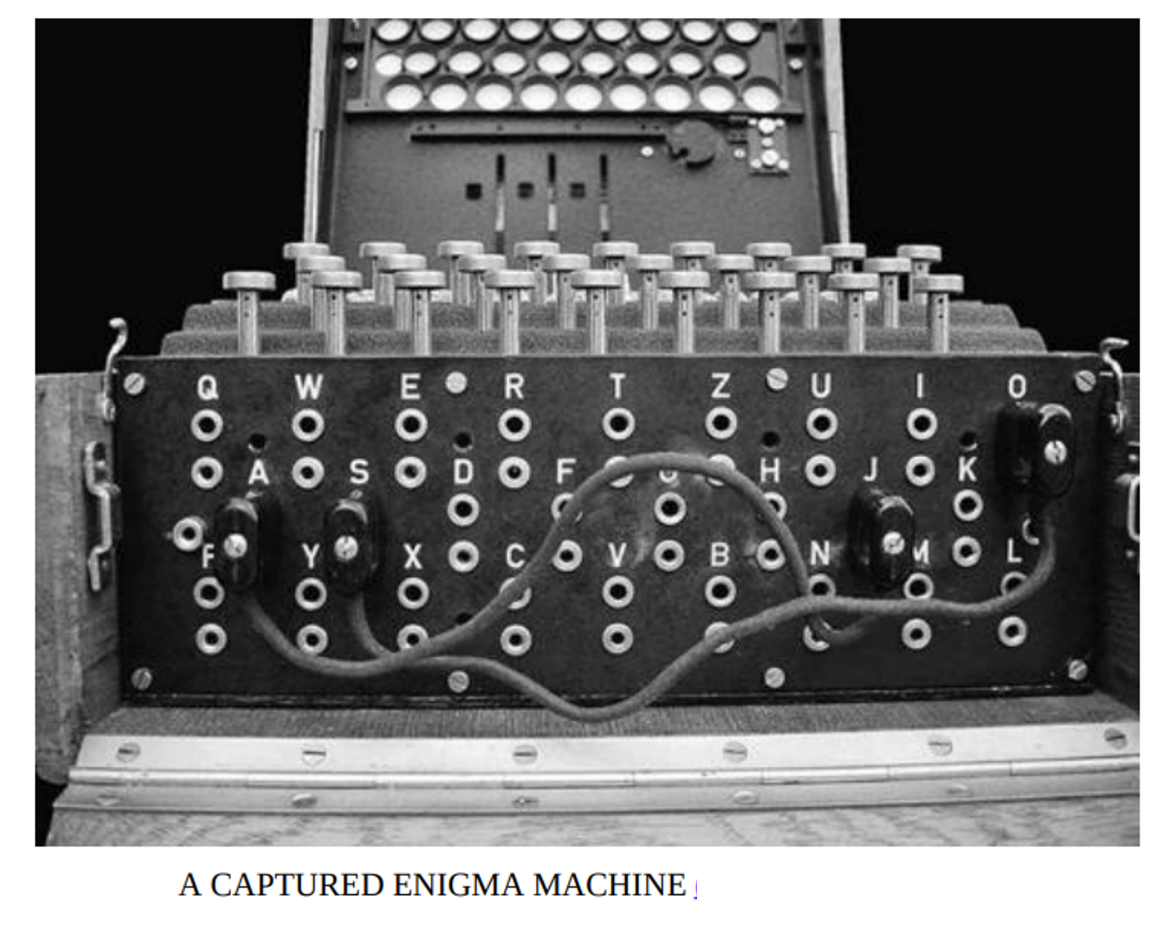 Q W E R T Z U I O
A S D F G H J K
P Y X C V B N M L
A CAPTURED ENIGMA MACHINE